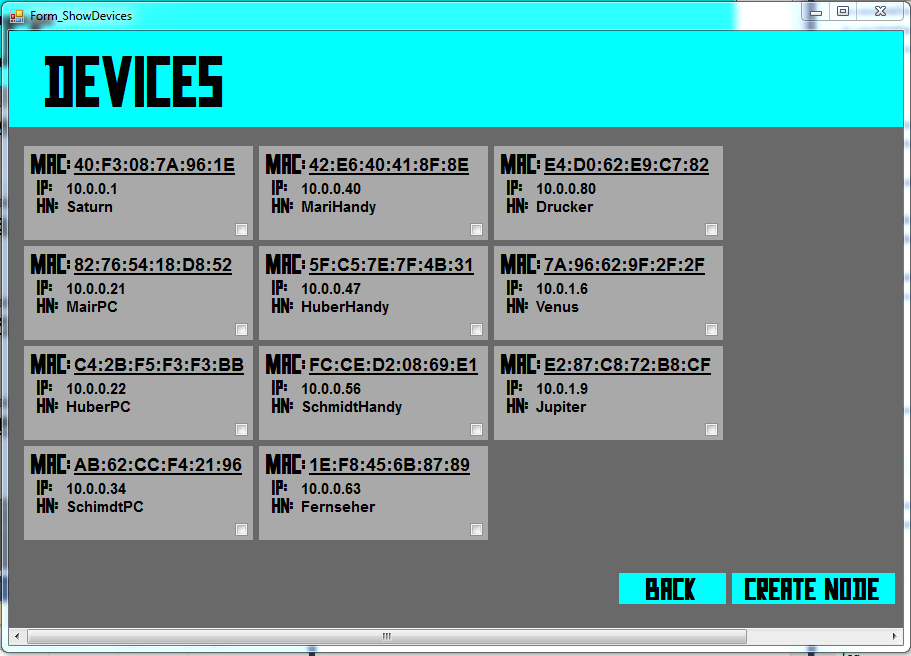 Form_ShowDevices
DEVICES
MAC: 40:F3:08:7A:96:1E
IP: 10.0.0.1
HN: Saturn
MAC: 82:76:54:18:D8:52
IP: 10.0.0.21
HN: MairPC
MAC: C4:2B:F5:F3:F3:BB
IP: 10.0.0.22
HN: HuberPC
MAC: AB:62:CC:F4:21:96
IP: 10.0.0.34
HN: SchimdtPC
MAC: 42:E6:40:41:8F:8E
IP: 10.0.0.40
HN: MariHandy
MAC: 5F:C5:7E:7F:4B:31
IP: 10.0.0.47
HN: HuberHandy
MAC: FC:CE:D2:08:69:E1
IP: 10.0.0.56
HN: SchmidtHandy
MAC: 1E:F8:45:6B:87:89
IP: 10.0.0.63
HN: Fernseher
MAC: E4:D0:62:E9:C7:82
IP: 10.0.0.80
HN: Drucker
MAC: 7A:96:62:9F:2F:2F
IP: 10.0.1.6
HN: Venus
MAC: E2:87:C8:72:B8:CF
IP: 10.0.1.9
HN: Jupiter
BACK
CREATE NODE